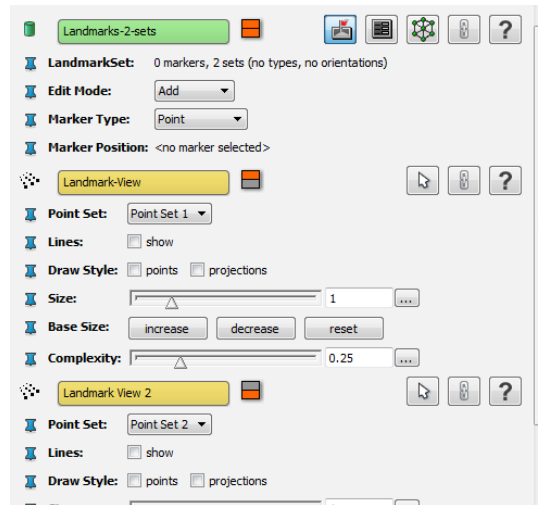 Landmarks-2-sets ?
LandmarkSet: 0 markers, 2 sets (no types, no orientations)
Edit Mode: Add
Marker Type: Point
Marker Position: <no marker selected>
Landmark-View ?
Point Set: Point Set 1
Lines: show
Draw Style: points projections
Size: 1 ...
Base Size: increase decrease reset
Complexity: 0.25 ...
Landmark View 2 ?
Point Set: Point Set 2
Lines: show
Draw Style: points projections